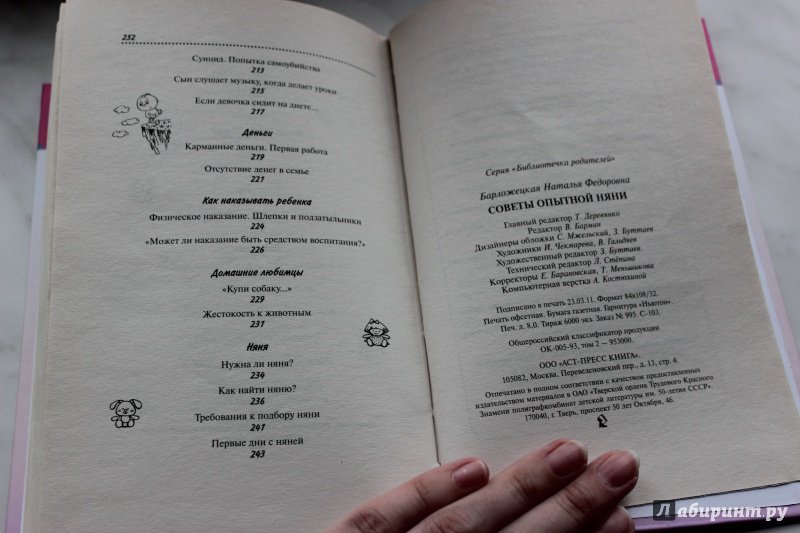 252
Суицид. Попытка самоубийства
213
Сын слушает музыку, когда делает уроки
215
Если девочка сидит на диете...
217
Деньги
Карманные деньги. Первая работа
219
Отсутствие денег в семье
221
Как наказывать ребенка
Физическое наказание. Шлепки и подзатыльники
224
«Может ли наказание быть средством воспитания?»
226
Домашние любимцы
«Купи собаку...»
229
Жестокость к животным
231
Няня
Нужна ли няня?
234
Как найти няню?
236
Требования к подбору няни
241
Первые дни с няней
243
Серия «Библиотечка родителей»
Барложецкая Наталья Федоровна
СОВЕТЫ ОПЫТНОЙ НЯНИ
Главный редактор Т. Деревянко
Редактор В. Бармин
Дизайнеры обложки С. Мжельский, З. Буттаев
Художники И. Чекмарева, В. Гальдяев
Художественный редактор З. Буттаев
Технический редактор Л. Стёпина
Корректоры Е. Барановская, Т. Меньшикова
Компьютерная верстка А. Костюхиной
Подписано в печать 23.03.11. Формат 84х108/32.
Печать офсетная. Бумага газетная. Гарнитура «Ньютон».
Печ. л. 8,0. Тираж 6000 экз. Заказ № 995. С-103.
Общероссийский классификатор продукции
ОК-005-93, том 2 – 953000.
ООО «АСТ-ПРЕСС КНИГА».
105082, Москва, Переведеновский пер., д. 13, стр. 4.
Отпечатано в полном соответствии с качеством предоставленных
издательством материалов в ОАО «Тверской ордена Трудового Красного
Знамени полиграфкомбинат детской литературы им. 50-летия СССР».
170040, г. Тверь, проспект 50 лет Октября, 46.
Лабиринт.ру